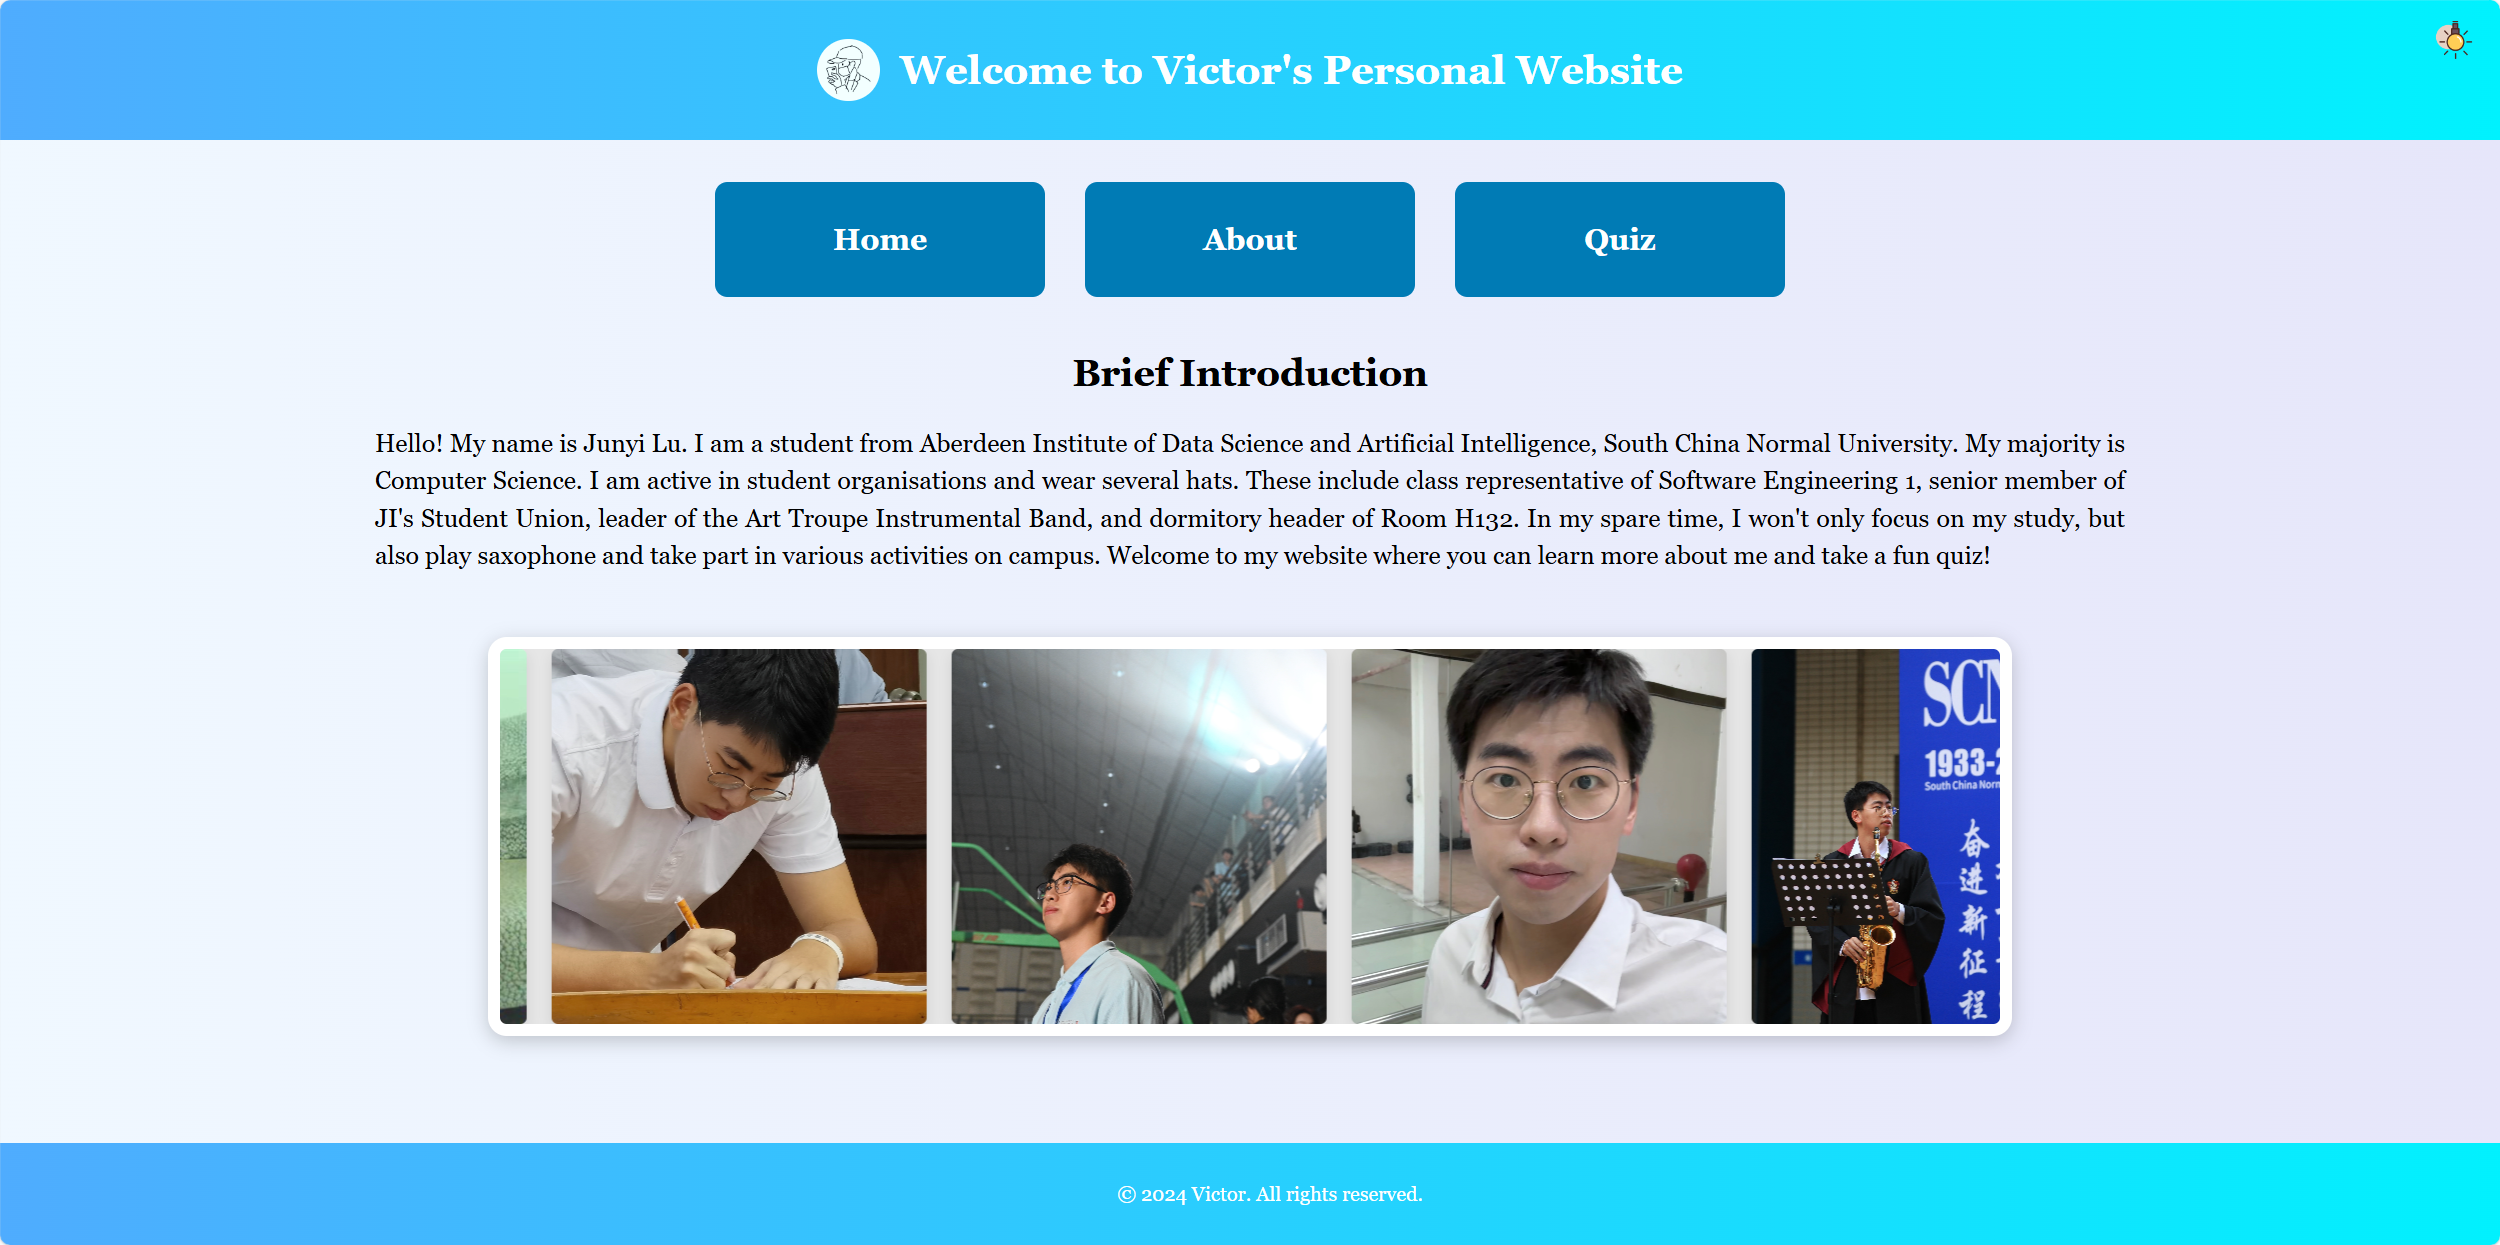 Welcome to Victor's Personal Website
Home
About
Quiz
Brief Introduction
Hello! My name is Junyi Lu. I am a student from Aberdeen Institute of Data Science and Artificial Intelligence, South China Normal University. My majority is
Computer Science. I am active in student organisations and wear several hats. These include class representative of Software Engineering 1, senior member of
JI's Student Union, leader of the Art Troupe Instrumental Band, and dormitory header of Room H132. In my spare time, I won't only focus on my study, but
also play saxophone and take part in various activities on campus. Welcome to my website where you can learn more about me and take a fun quiz!
1933-
South China
奋进新征程
© 2024 Victor. All rights reserved.